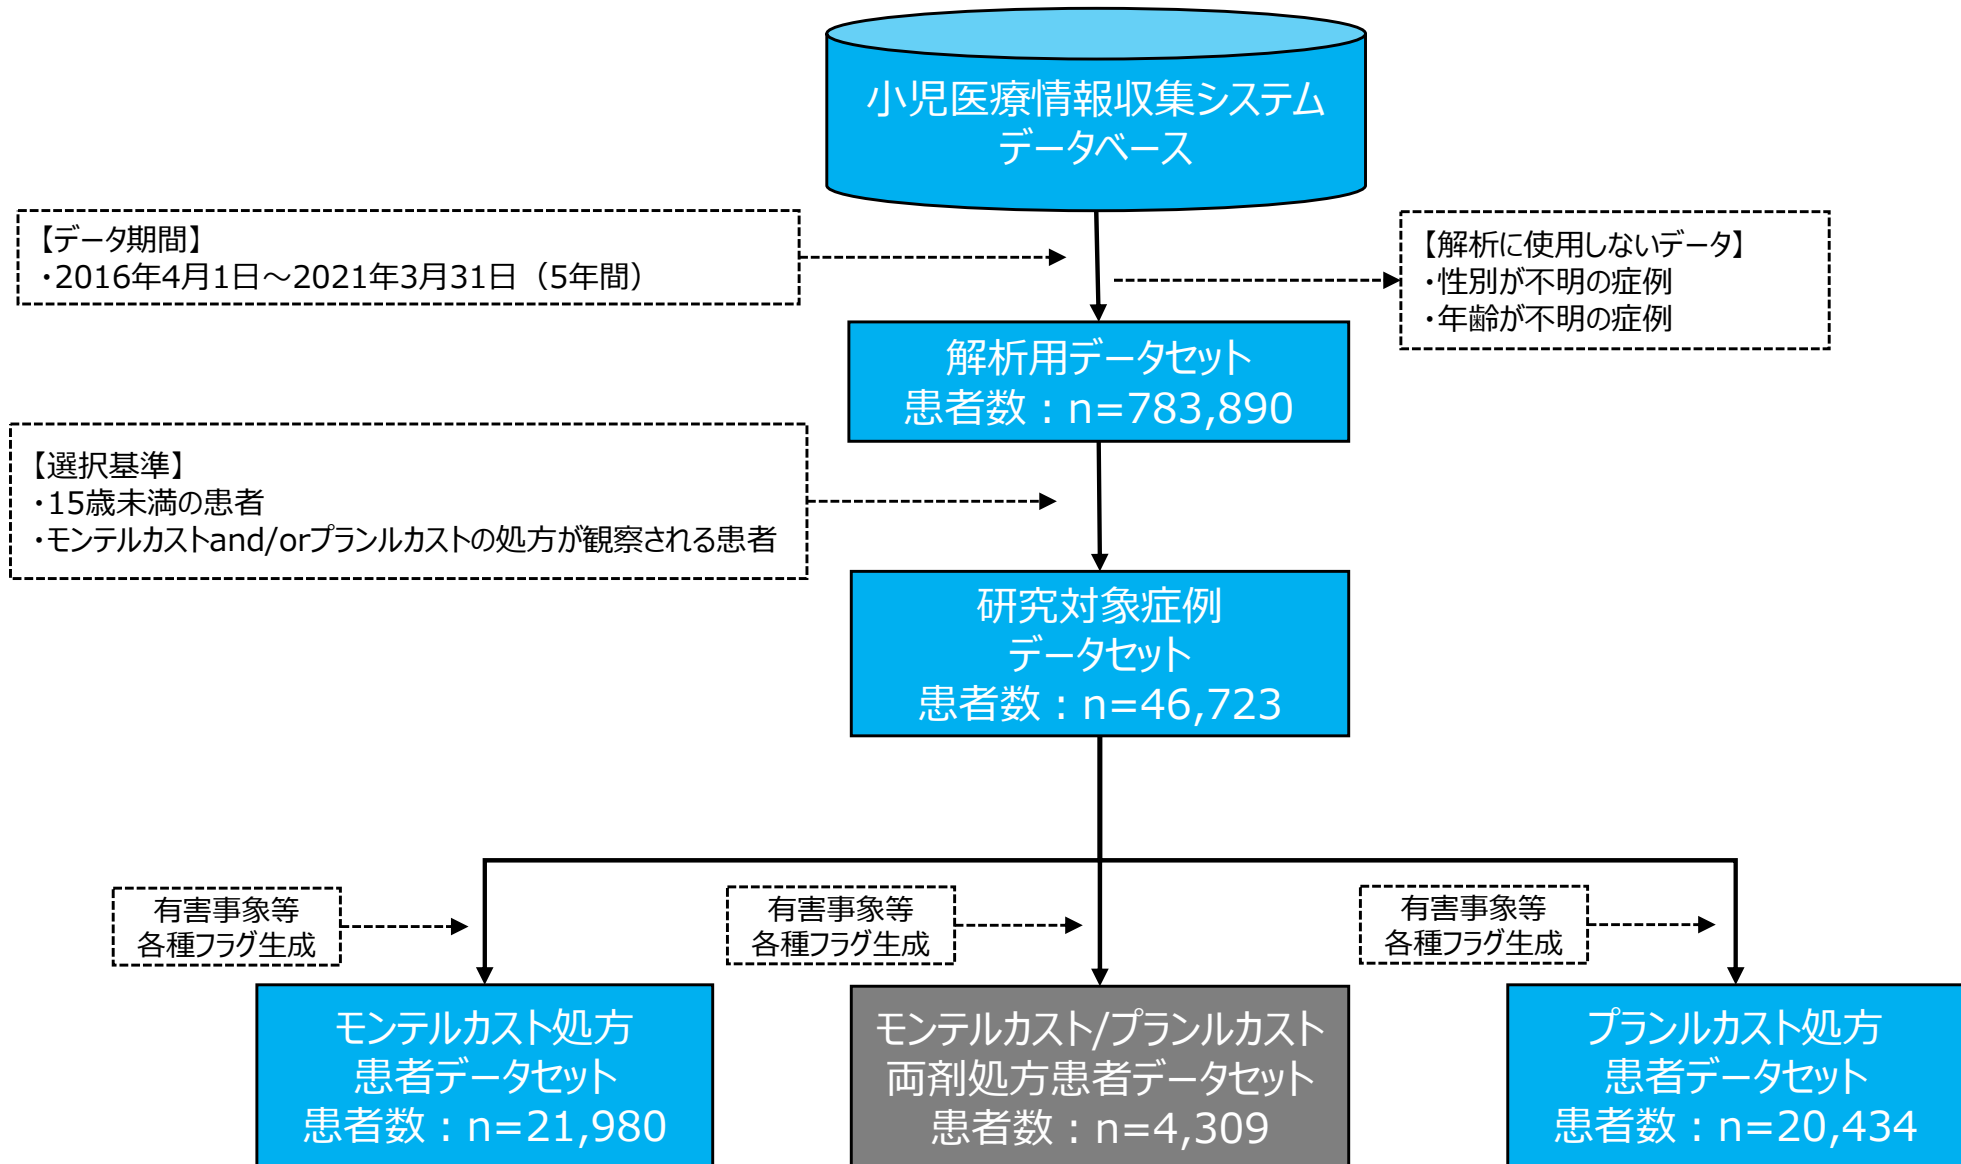 小児医療情報収集システム
データベース
【データ期間】
・2016年4月1日～2021年3月31日（5年間）
【解析に使用しないデータ】
・性別が不明の症例
・年齢が不明の症例
解析用データセット
患者数：n=783,890
【選択基準】
・15歳未満の患者
・モンテルカストand/orプランルカストの処方が観察される患者
研究対象症例
データセット
患者数：n=46,723
有害事象等
各種フラグ生成
有害事象等
各種フラグ生成
有害事象等
各種フラグ生成
モンテルカスト処方
患者データセット
患者数：n=21,980
モンテルカスト/プランルカスト
両剤処方患者データセット
患者数：n=4,309
プランルカスト処方
患者データセット
患者数：n=20,434